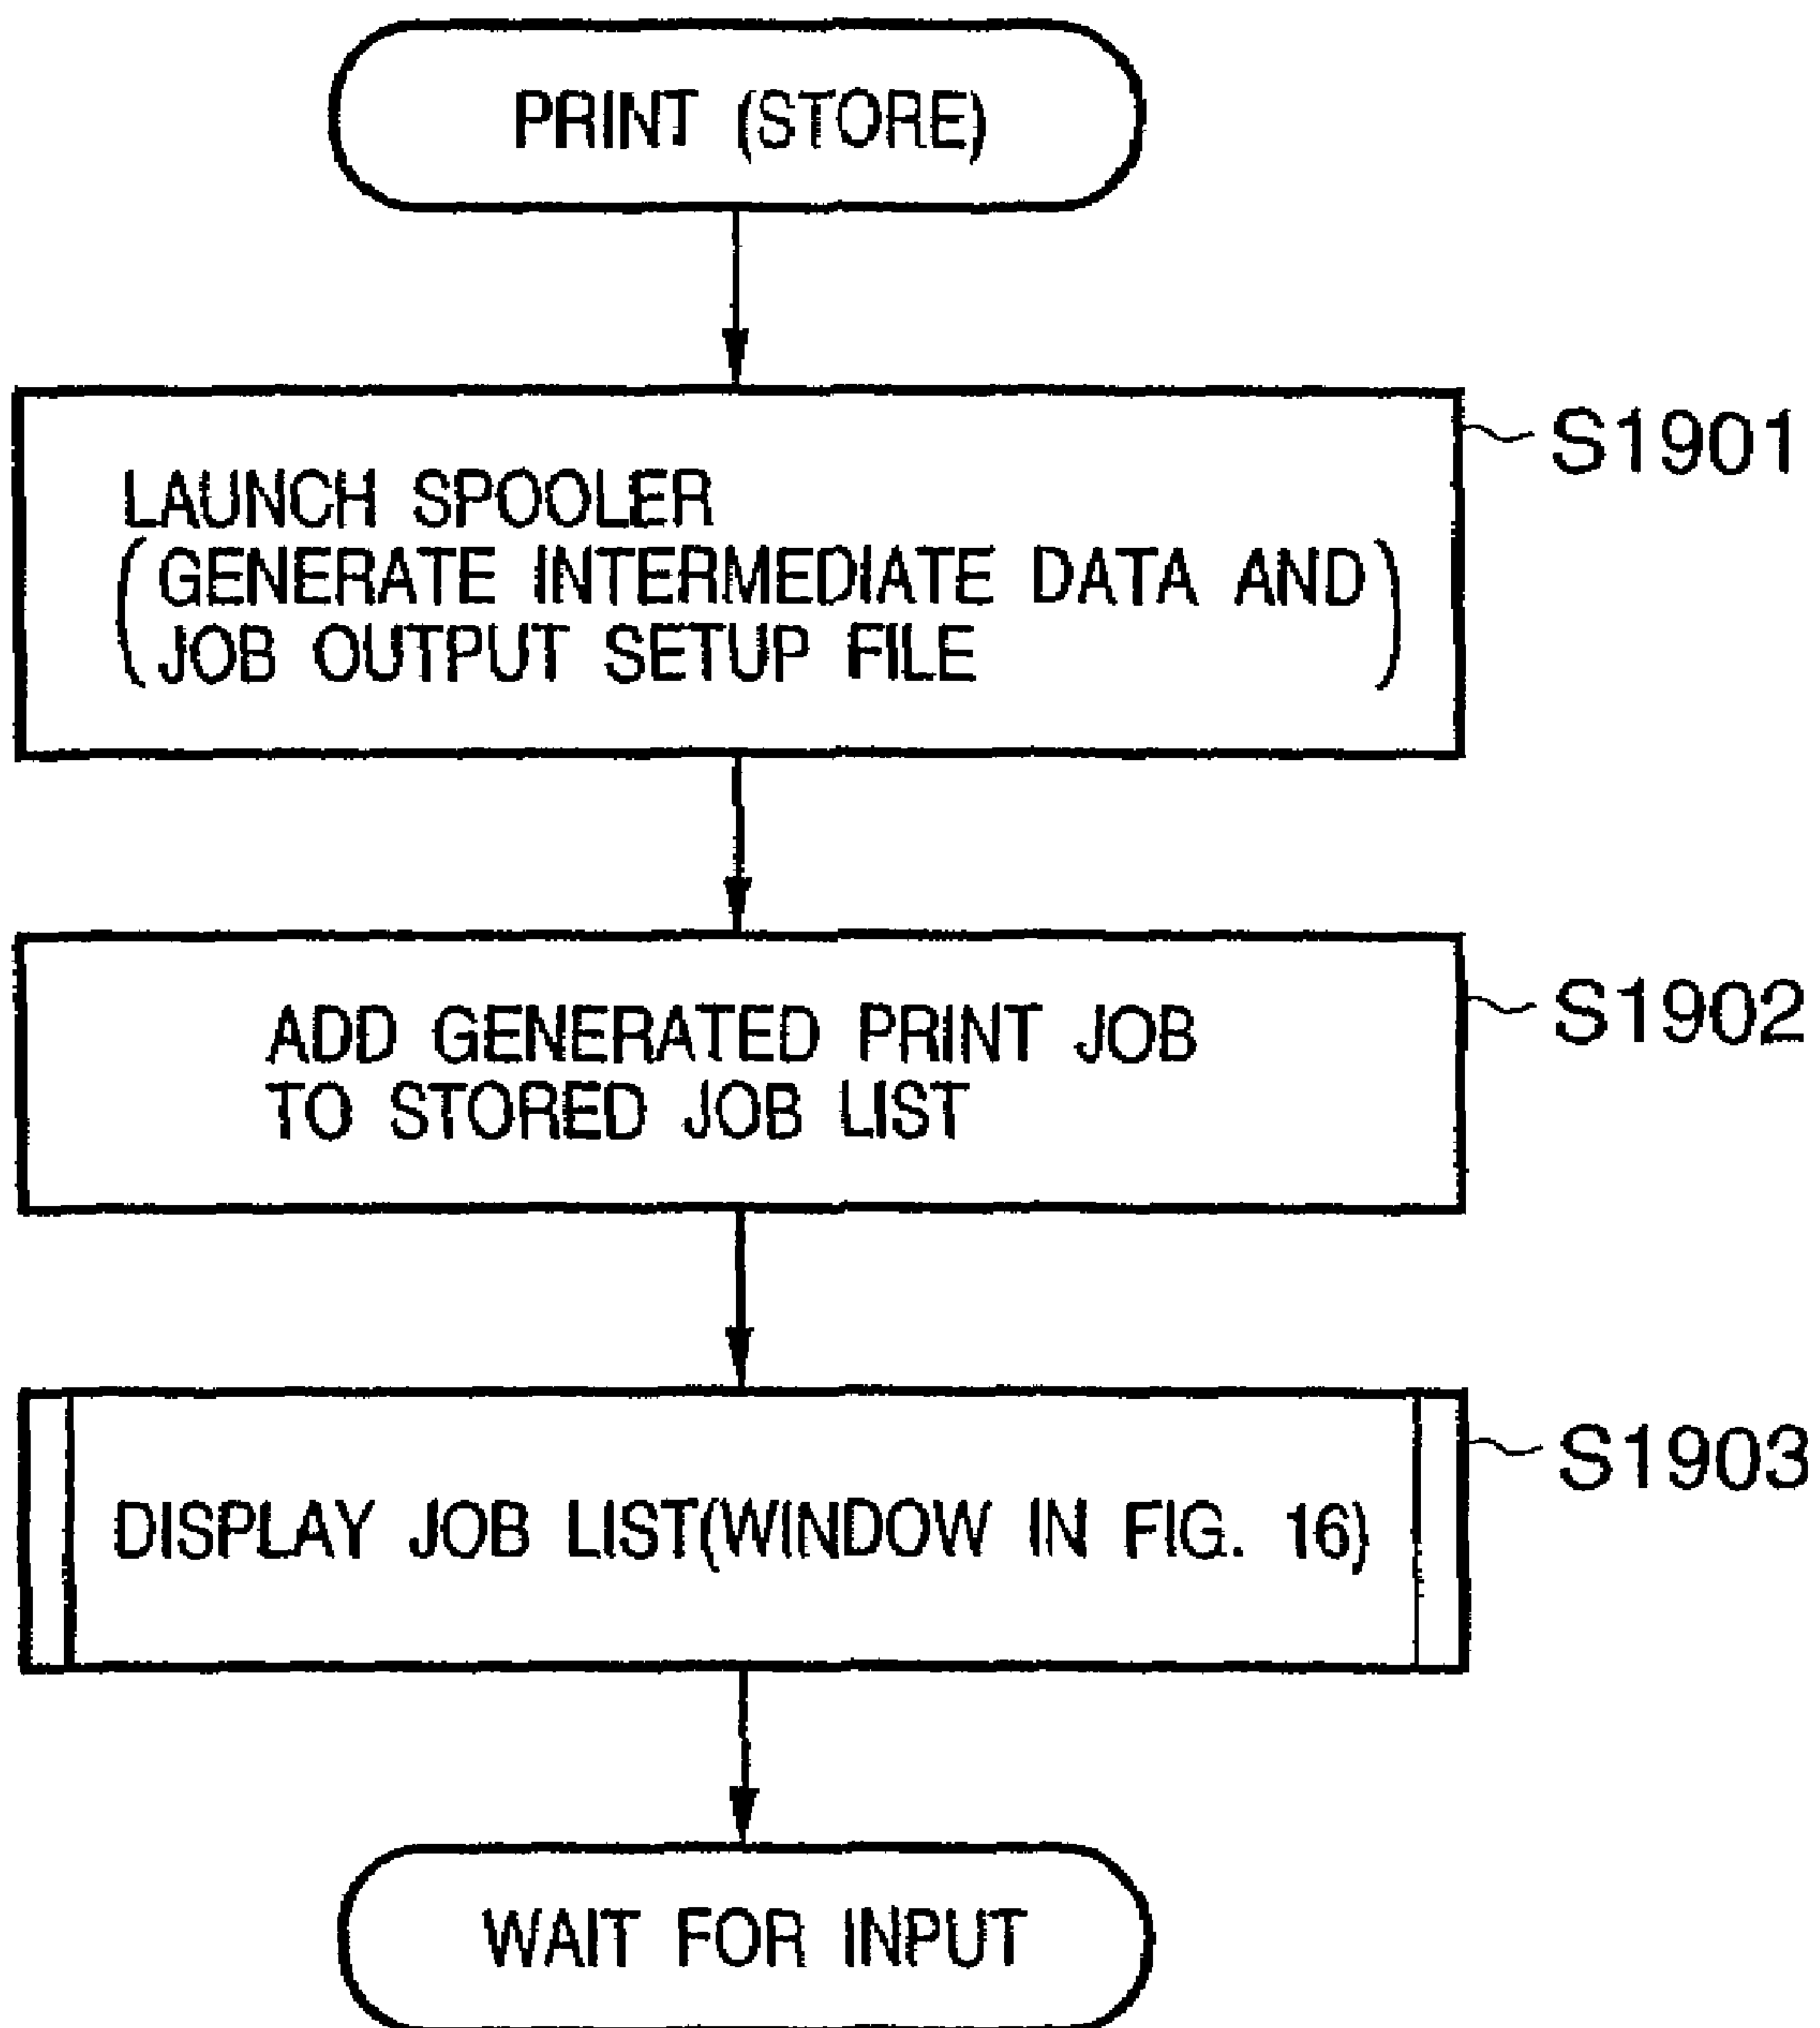 PRINT (STORE)
S1901
LAUNCH SPOOLER
(GENERATE INTERMEDIATE DATA AND
JOB OUTPUT SETUP FILE)
S1902
ADD GENERATED PRINT JOB
TO STORED JOB LIST
S1903
DISPLAY JOB LIST(WINDOW IN FIG. 16)
WAIT FOR INPUT